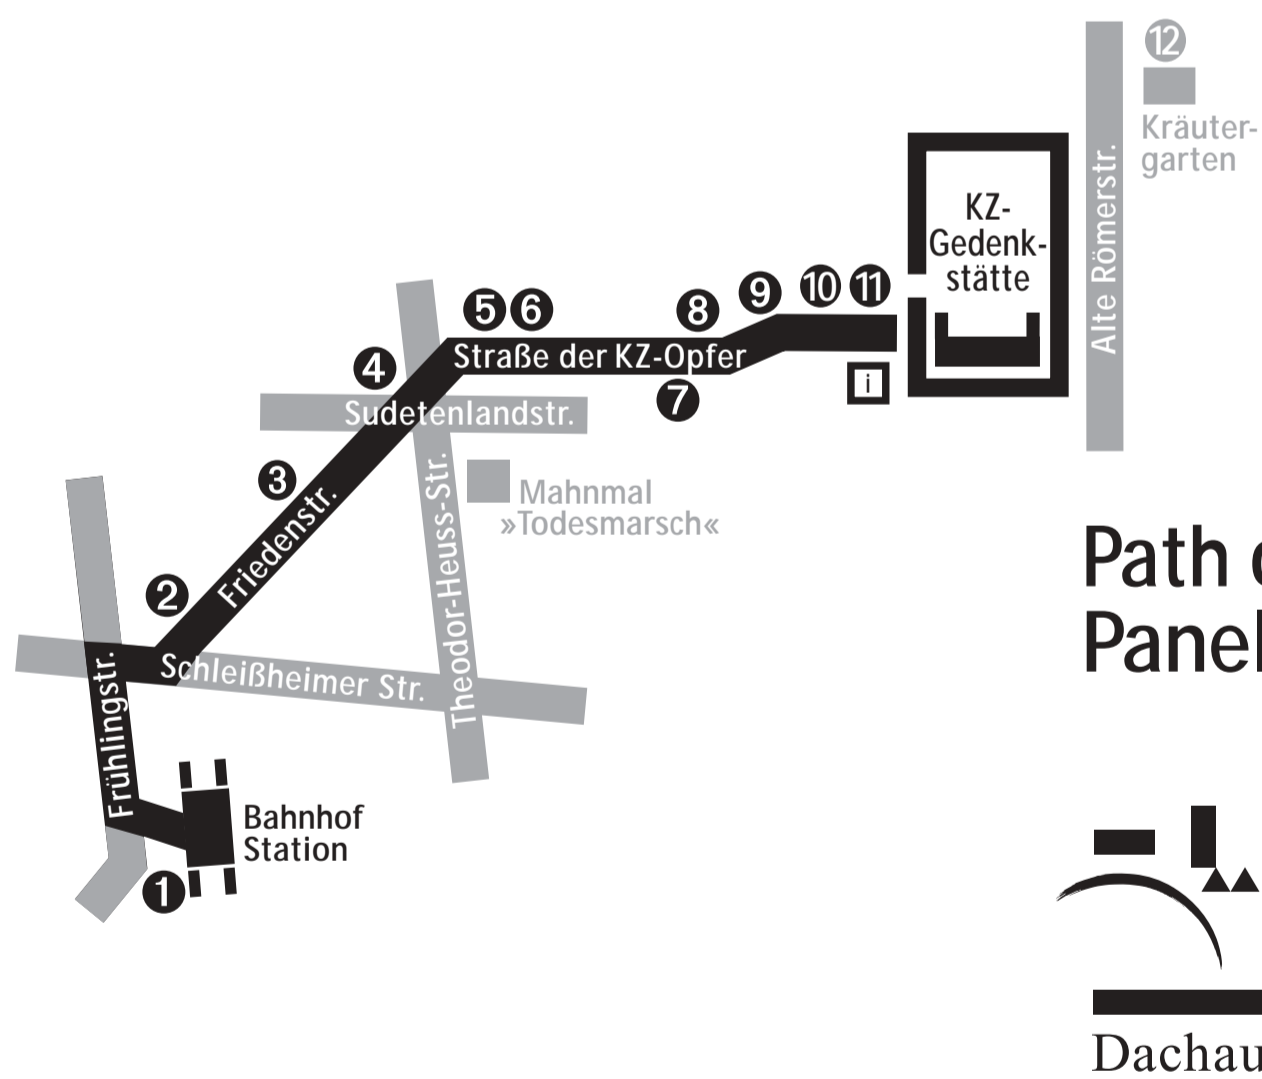 12
Kräuter-
garten
Alte Römerstr.
KZ-
Gedenk-
stätte
5 6 8 9 10 11
4
Straße der KZ-Opfer
i
7
Sudetenlandstr.
3
Friedenstr.
Theodor-Heuss-Str.
Mahnmal
»Todesmarsch«
2
Schleißheimer Str.
Frühlingstr.
Bahnhof
Station
1
Path
Panel
Dachau